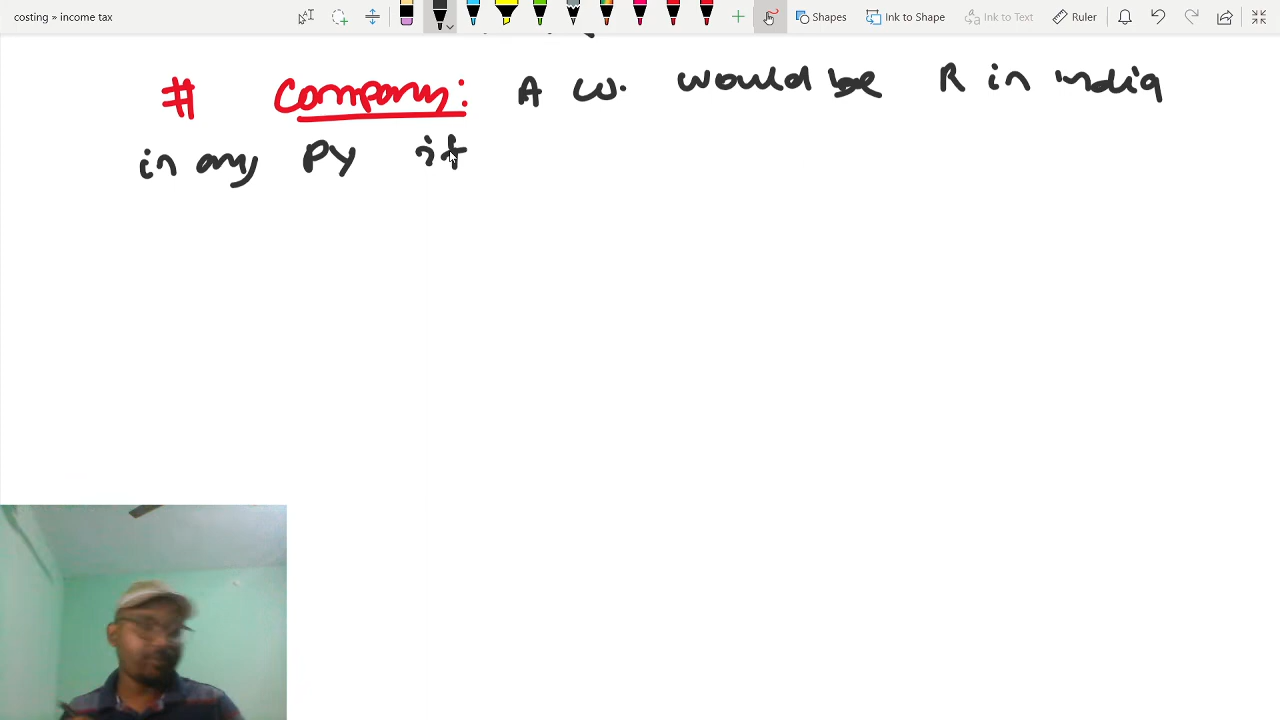 costing » income tax
Shapes Ink to Shape Ink to Text Ruler
# Company: A Co. would be R in india
in any PY if